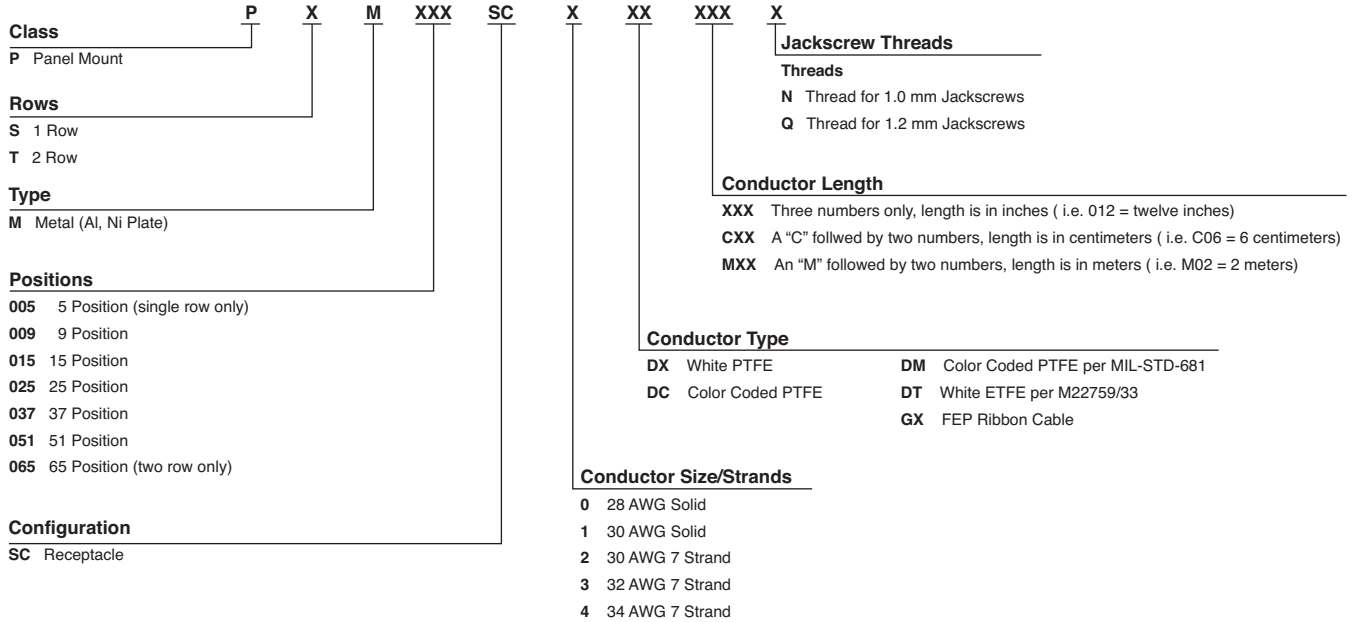 P X M XXX SC X XX XXX X
Class
P Panel Mount
Rows
S 1 Row
T 2 Row
Type
M Metal (Al, Ni Plate)
Positions
005 5 Position (single row only)
009 9 Position
015 15 Position
025 25 Position
037 37 Position
051 51 Position
065 65 Position (two row only)
Configuration
SC Receptacle
Jackscrew Threads
Threads
N Thread for 1.0 mm Jackscrews
Q Thread for 1.2 mm Jackscrews
Conductor Length
XXX Three numbers only, length is in inches ( i.e. 012 = twelve inches)
CXX A “C” follwed by two numbers, length is in centimeters ( i.e. C06 = 6 centimeters)
MXX An “M” followed by two numbers, length is in meters ( i.e. M02 = 2 meters)
Conductor Type
DX White PTFE
DC Color Coded PTFE
DM Color Coded PTFE per MIL-STD-681
DT White ETFE per M22759/33
GX FEP Ribbon Cable
Conductor Size/Strands
0 28 AWG Solid
1 30 AWG Solid
2 30 AWG 7 Strand
3 32 AWG 7 Strand
4 34 AWG 7 Strand